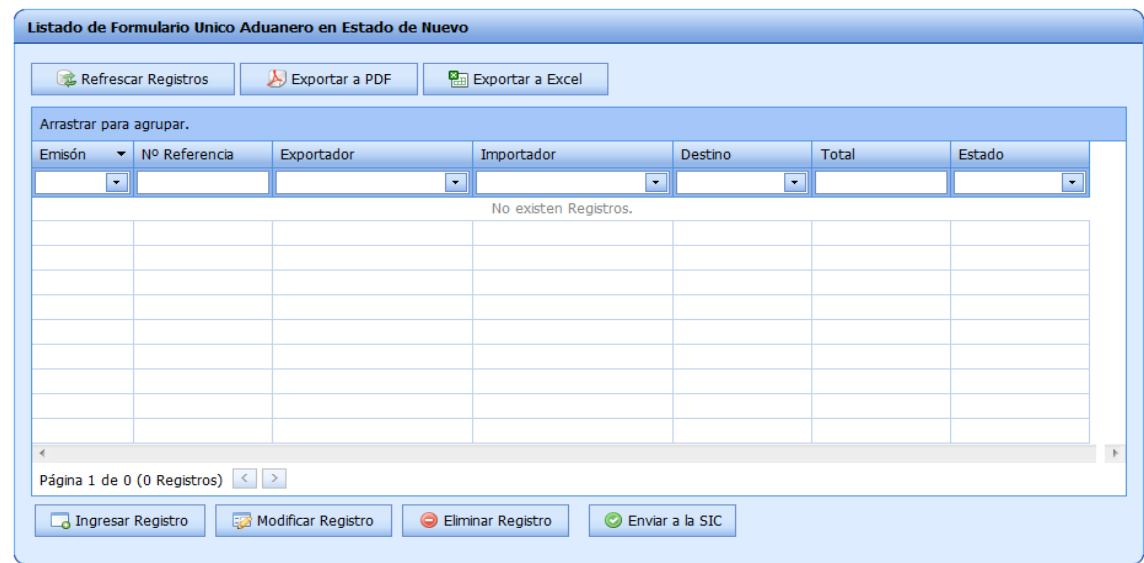 Listado de Formulario Unico Aduanero en Estado de Nuevo
Refrescar Registros Exportar a PDF Exportar a Excel
Arrastrar para agrupar.
Emisón Nº Referencia Exportador Importador Destino Total Estado
No existen Registros.
Página 1 de 0 (0 Registros) < >
Ingresar Registro Modificar Registro Eliminar Registro Enviar a la SIC